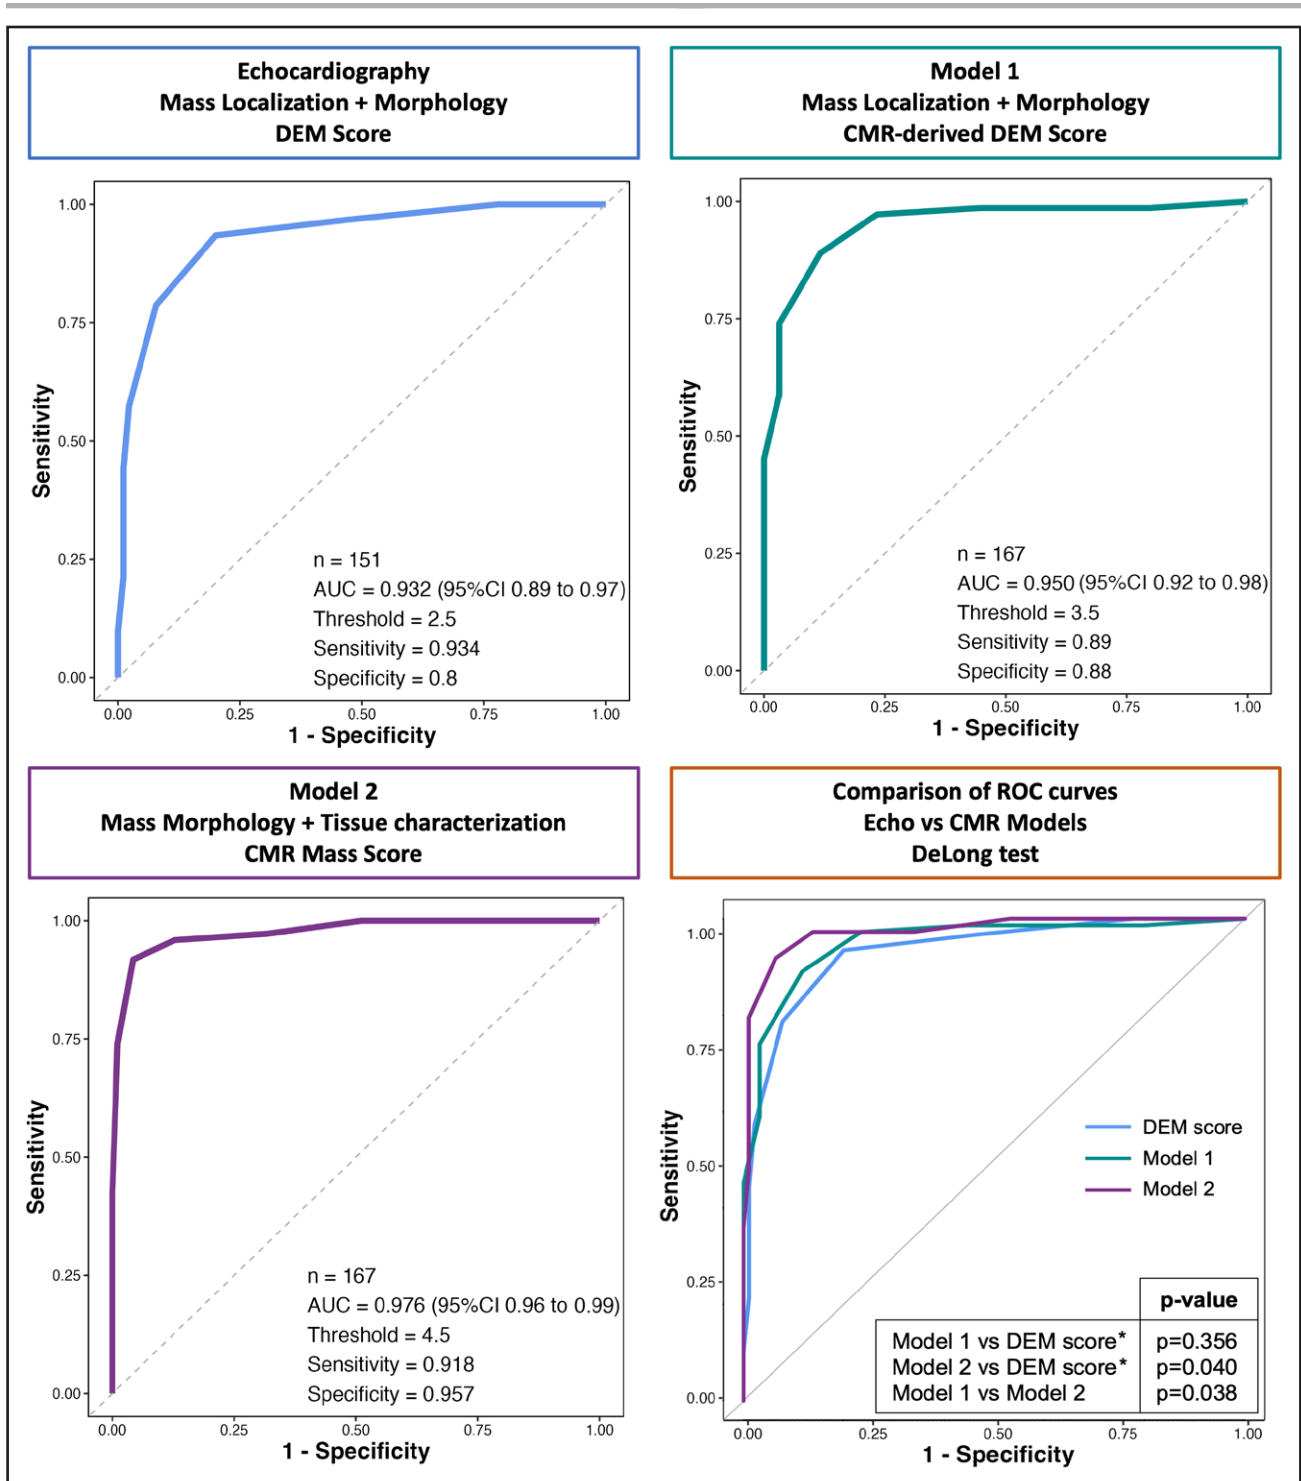 Echocardiography
Mass Localization + Morphology
DEM Score
1.00
0.75
0.50
0.25
0.00
Sensitivity
n = 151
AUC = 0.932 (95%CI 0.89 to 0.97)
Threshold = 2.5
Sensitivity = 0.934
Specificity = 0.8
0.00 0.25 0.50 0.75 1.00
1 - Specificity
Model 1
Mass Localization + Morphology
CMR-derived DEM Score
1.00
0.75
0.50
0.25
0.00
Sensitivity
n = 167
AUC = 0.950 (95%CI 0.92 to 0.98)
Threshold = 3.5
Sensitivity = 0.89
Specificity = 0.88
0.00 0.25 0.50 0.75 1.00
1 - Specificity
Model 2
Mass Morphology + Tissue characterization
CMR Mass Score
1.00
0.75
0.50
0.25
0.00
Sensitivity
n = 167
AUC = 0.976 (95%CI 0.96 to 0.99)
Threshold = 4.5
Sensitivity = 0.918
Specificity = 0.957
0.00 0.25 0.50 0.75 1.00
1 - Specificity
Comparison of ROC curves
Echo vs CMR Models
DeLong test
1.00
0.75
0.50
0.25
0.00
Sensitivity
DEM score
Model 1
Model 2
p-value
Model 1 vs DEM score* p=0.356
Model 2 vs DEM score* p=0.040
Model 1 vs Model 2 p=0.038
0.00 0.25 0.50 0.75 1.00
1 - Specificity